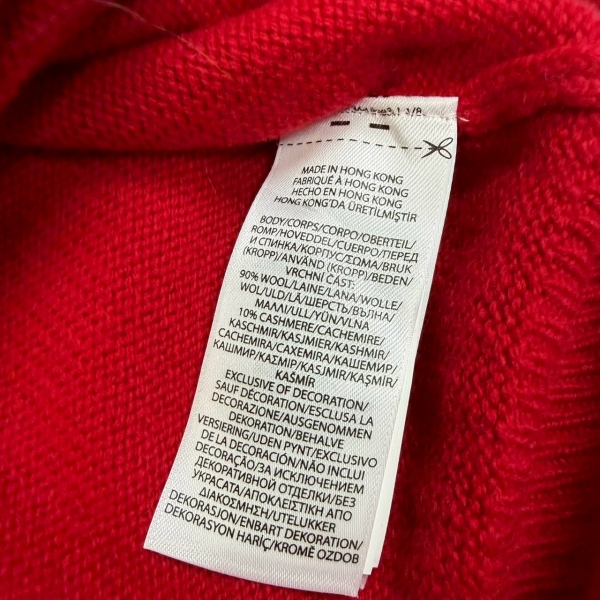 MADE IN HONG KONG
FABRIQUÉ À HONG KONG
HECHO EN HONG KONG
HONG KONG'DA ÜRETİLMİŞTİR
BODY/CORPS/CORPO/OBERTEIL/
ROMP/HOVEDDEL/CUERPO/ПЕРЕД
И СПИНКА/КОРПУС/ΣΩΜΑ/BRUK
(KROPP)/ANVÄND (KROPP)/BEDEN/
VRCHNÍ ČÁST:
90% WOOL/LAINE/LANA/WOLLE/
WOL/ULD/LÃ/ШЕРСТЬ/ВЪЛНА/
ΜΑΛΛΙ/ULL/YÜN/VLNA
10% CASHMERE/CACHEMIRE/
KASCHMIR/KASJMIER/KASHMIR/
CACHEMIRA/CAXEMIRA/КАШЕМИР/
КАШМИР/ΚΑΣΜΙΡ/KASJMIR/KAŞMİR/
KAŠMÍR
EXCLUSIVE OF DECORATION/
SAUF DÉCORATION/ESCLUSA LA
DECORAZIONE/AUSGENOMMEN
DEKORATION/BEHALVE
VERSIERING/UDEN PYNT/EXCLUSIVO
DE LA DECORACIÓN/NÃO INCLUI
DECORAÇÃO/ЗА ИСКЛЮЧЕНИЕМ
ДЕКОРАТИВНОЙ ОТДЕЛКИ/БЕЗ
УКРАСАТА/ΑΠΟΚΛΕΙΣΤΙΚΗ ΑΠΟ
ΔΙΑΚΟΣΜΗΣΗ/UTELUKKER
DEKORASJON/ENBART DEKORATION/
DEKORASYON HARİÇ/KROMĚ OZDOB